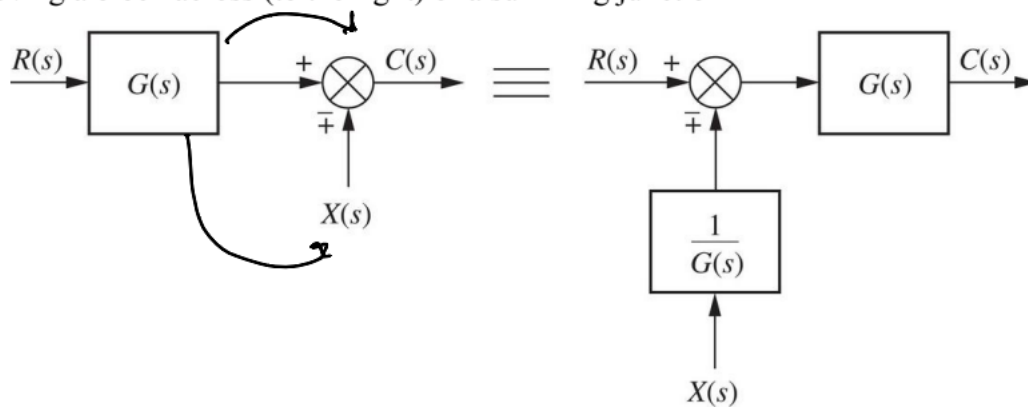 R(s) G(s) + C(s) ∓ X(s)
R(s) + G(s) C(s) ∓
1
G(s)
X(s)